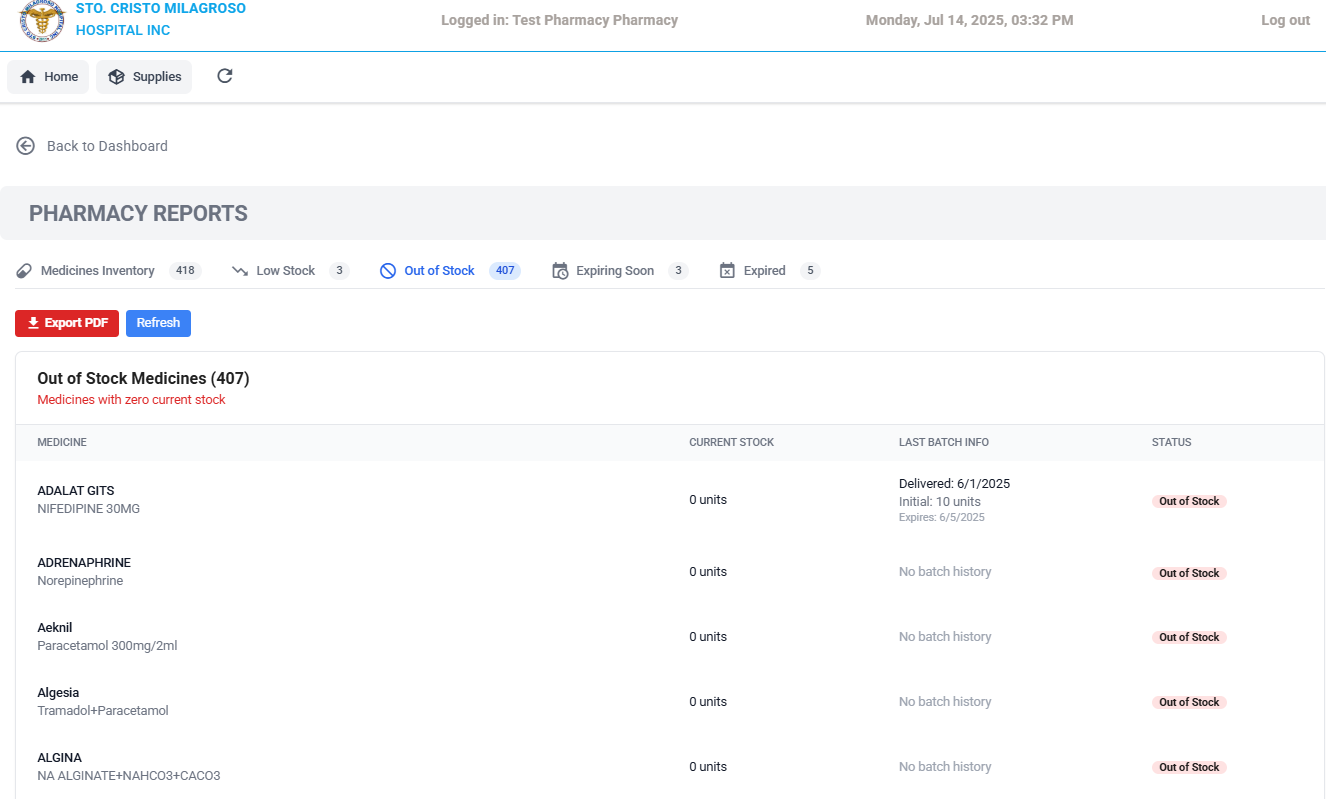 STO. CRISTO MILAGROSO
HOSPITAL INC
Logged in: Test Pharmacy Pharmacy
Monday, Jul 14, 2025, 03:32 PM
Log out
Home
Supplies
Back to Dashboard
PHARMACY REPORTS
Medicines Inventory 418
Low Stock 3
Out of Stock 407
Expiring Soon 3
Expired 5
Export PDF
Refresh
Out of Stock Medicines (407)
Medicines with zero current stock
MEDICINE CURRENT STOCK LAST BATCH INFO STATUS
ADALAT GITS
NIFEDIPINE 30MG
0 units
Delivered: 6/1/2025
Initial: 10 units
Expires: 6/5/2025
Out of Stock
ADRENAPHRINE
Norepinephrine
0 units
No batch history
Out of Stock
Aeknil
Paracetamol 300mg/2ml
0 units
No batch history
Out of Stock
Algesia
Tramadol+Paracetamol
0 units
No batch history
Out of Stock
ALGINA
NA ALGINATE+NAHCO3+CACO3
0 units
No batch history
Out of Stock